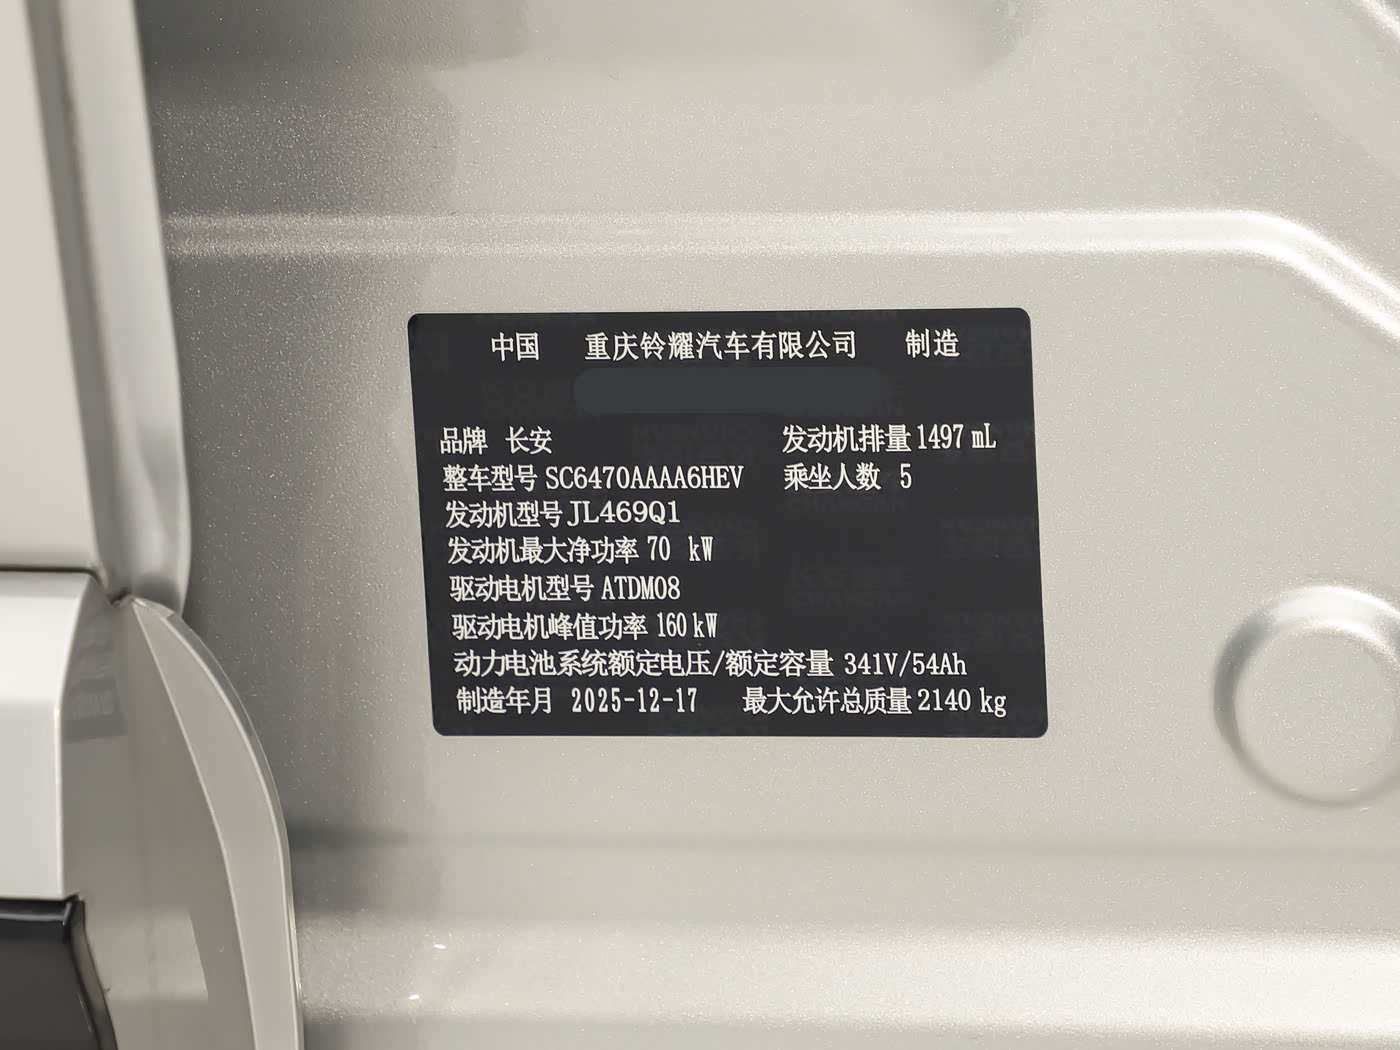 中国 重庆铃耀汽车有限公司 制造
品牌 长安 发动机排量 1497 mL
整车型号 SC6470AAAA6HEV 乘坐人数 5
发动机型号 JL469Q1
发动机最大净功率 70 kW
驱动电机型号 ATDM08
驱动电机峰值功率 160 kW
动力电池系统额定电压/额定容量 341V/54Ah
制造年月 2025-12-17 最大允许总质量 2140 kg